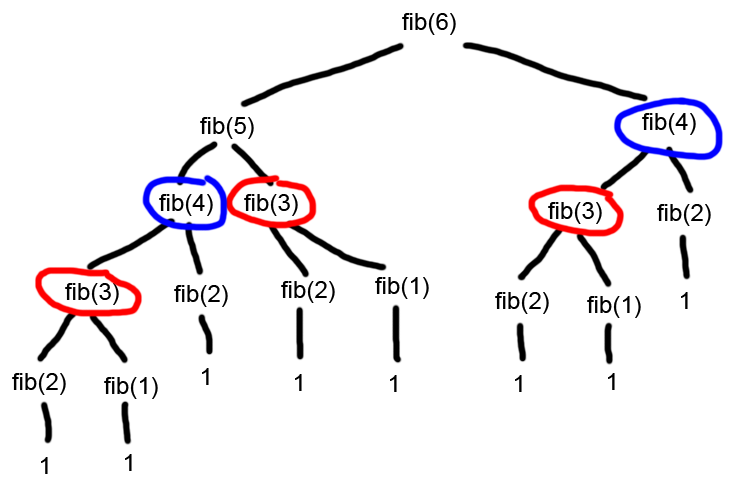 fib(6)
fib(5)
fib(4)
fib(4)
fib(3)
fib(3)
fib(2)
fib(3)
fib(2)
fib(2)
fib(1)
fib(2)
fib(1)
1
fib(2)
fib(1)
1
1
1
1
1
1
1